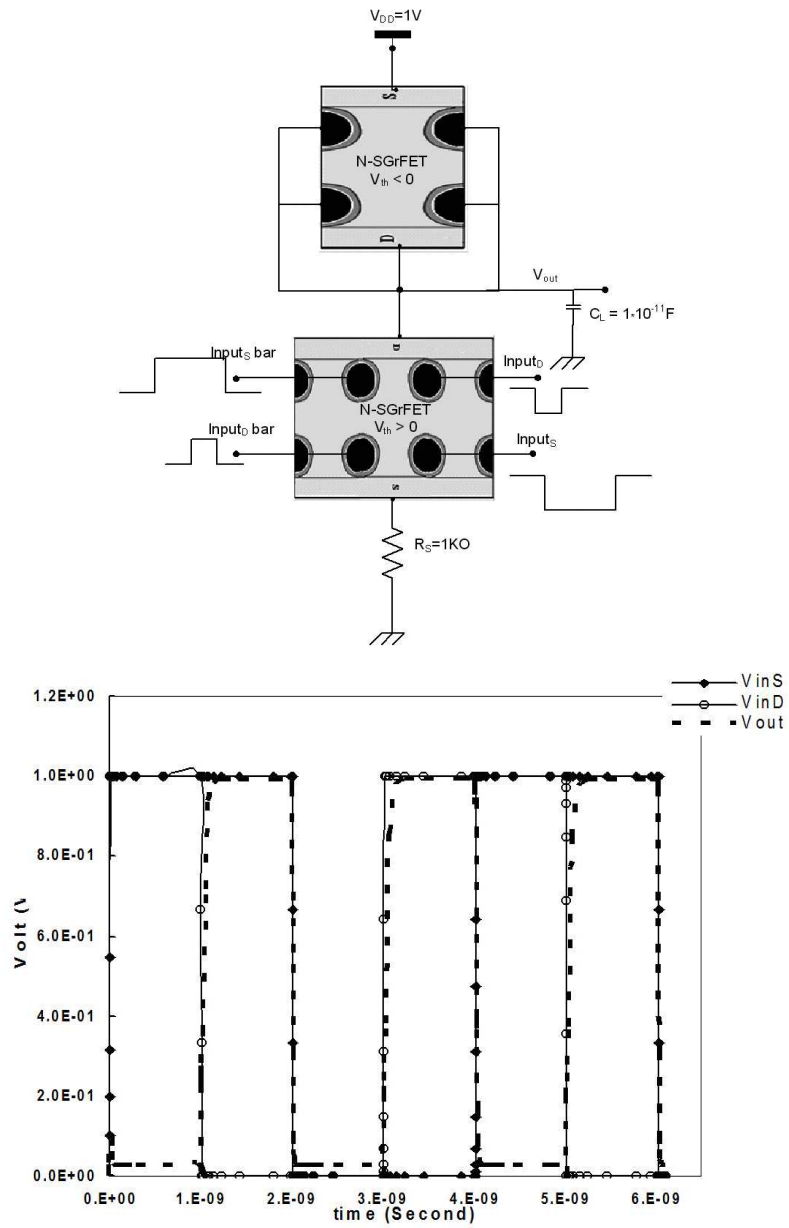 V_DD=1V
S
N-SGrFET
V_th < 0
D
V_out
C_L = 1*10^-11F
Input_S bar
D
Input_D
N-SGrFET
V_th > 0
Input_D bar
Input_S
S
R_S=1KO
VinS
VinD
Vout
1.2E+00
1.0E+00
8.0E-01
6.0E-01
4.0E-01
2.0E-01
0.0E+00
Volt (V
0.E+00 1.E-09 2.E-09 3.E-09 4.E-09 5.E-09 6.E-09
time (Second)